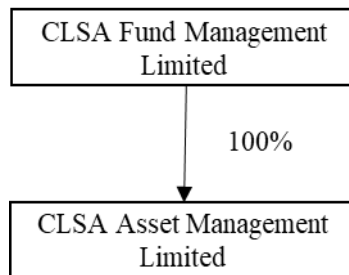 CLSA Fund Management
Limited
100%
CLSA Asset Management
Limited